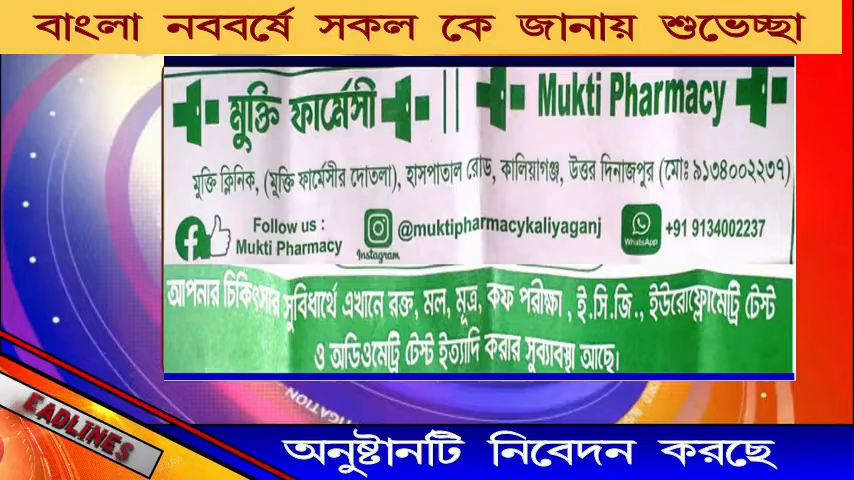 বাংলা নববর্ষে সকল কে জানায় শুভেচ্ছা
মুক্তি ফার্মেসী || Mukti Pharmacy
মুক্তি ক্লিনিক, (মুক্তি ফার্মেসীর দোতলা), হাসপাতাল রোড, কালিয়াগঞ্জ, উত্তর দিনাজপুর (মোঃ ৯১৩৪০০২২৩৭)
Follow us :
Mukti Pharmacy
Instagram
@muktipharmacykaliyaganj
WhatsApp
+91 9134002237
আপনার চিকিৎসার সুবিধার্থে এখানে রক্ত, মল, মূত্র, কফ পরীক্ষা, ই.সি.জি., ইউরোফ্লোমেট্রি টেস্ট
ও অডিওমেট্রি টেস্ট ইত্যাদি করার সুব্যাবস্থা আছে।
EADLINES
অনুষ্টানটি নিবেদন করছে